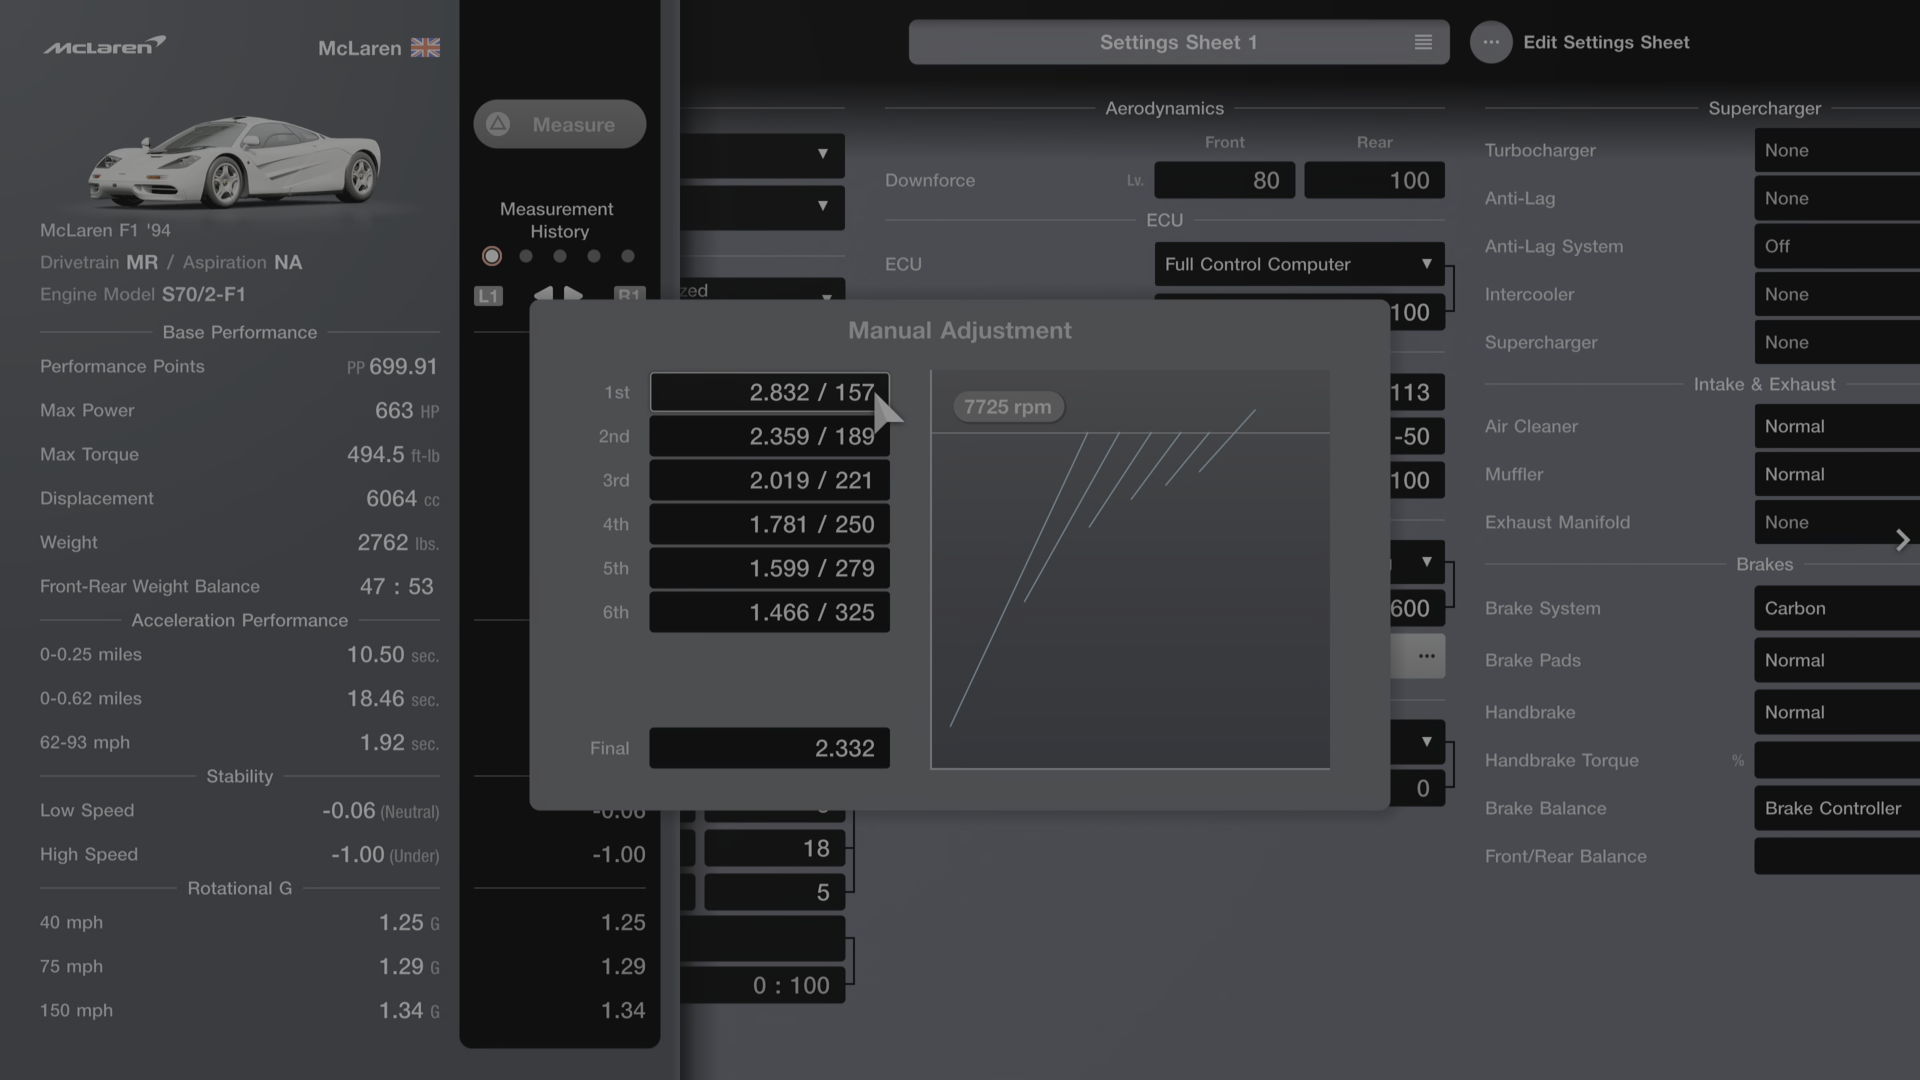 McLaren
McLaren
McLaren F1 '94
Drivetrain MR / Aspiration NA
Engine Model S70/2-F1
Base Performance
Performance Points PP 699.91
Max Power 663 HP
Max Torque 494.5 ft-lb
Displacement 6064 cc
Weight 2762 lbs.
Front-Rear Weight Balance 47 : 53
Acceleration Performance
0-0.25 miles 10.50 sec.
0-0.62 miles 18.46 sec.
62-93 mph 1.92 sec.
Stability
Low Speed -0.06 (Neutral)
High Speed -1.00 (Under)
Rotational G
40 mph 1.25 G
75 mph 1.29 G
150 mph 1.34 G
Measure
Measurement
History
L1 R1
-0.06
-1.00
1.25
1.29
1.34
Settings Sheet 1
Edit Settings Sheet
zed
18
5
0 : 100
Aerodynamics
Front Rear
Downforce Lv. 80 100
ECU
ECU Full Control Computer
100
113
-50
100
600
0
Manual Adjustment
1st 2.832 / 157
2nd 2.359 / 189
3rd 2.019 / 221
4th 1.781 / 250
5th 1.599 / 279
6th 1.466 / 325
Final 2.332
7725 rpm
Supercharger
Turbocharger None
Anti-Lag None
Anti-Lag System Off
Intercooler None
Supercharger None
Intake & Exhaust
Air Cleaner Normal
Muffler Normal
Exhaust Manifold None
Brakes
Brake System Carbon
Brake Pads Normal
Handbrake Normal
Handbrake Torque %
Brake Balance Brake Controller
Front/Rear Balance